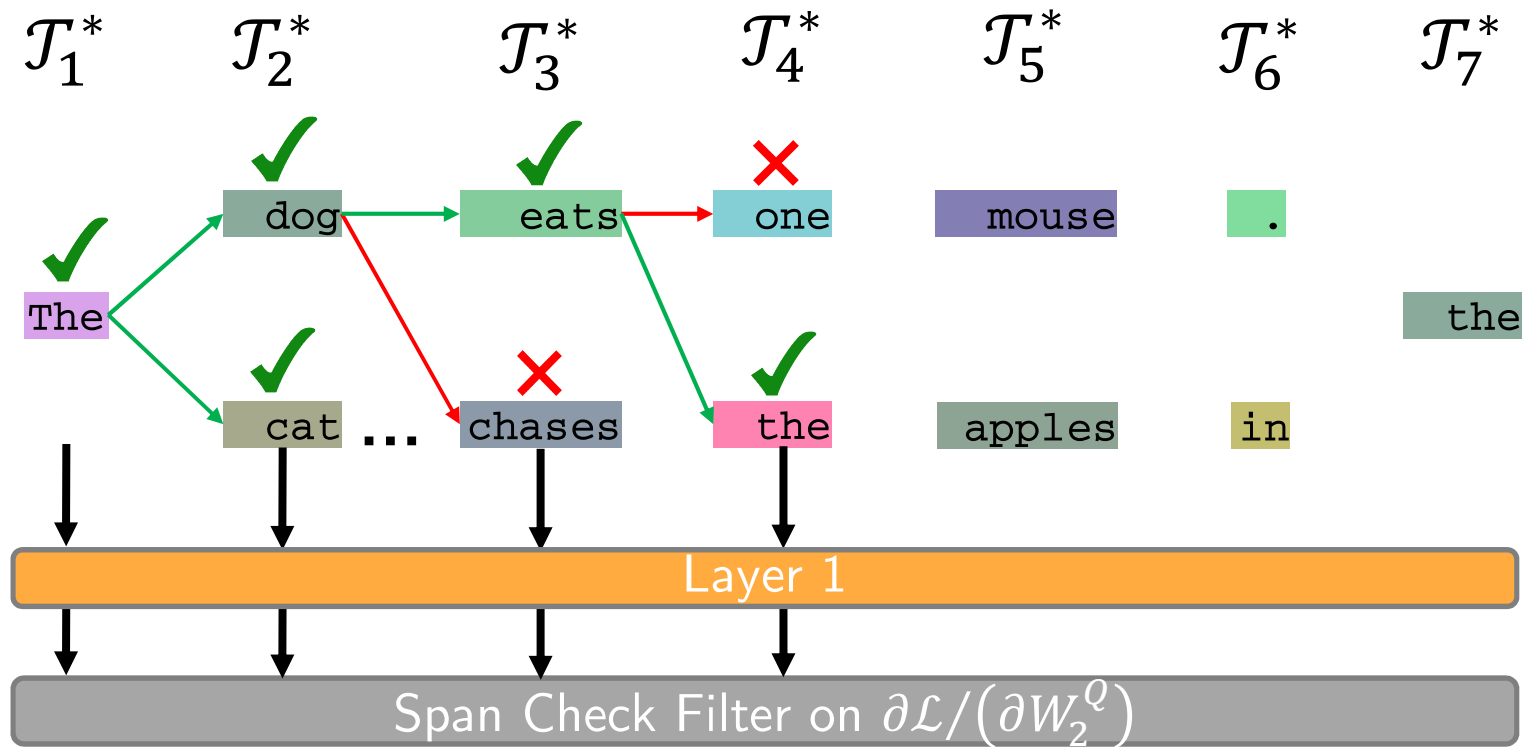 𝒯₁* 𝒯₂* 𝒯₃* 𝒯₄* 𝒯₅* 𝒯₆* 𝒯₇*
dog eats one mouse .
The the
cat ... chases the apples in
Layer 1
Span Check Filter on ∂ℒ/(∂W₂^Q)